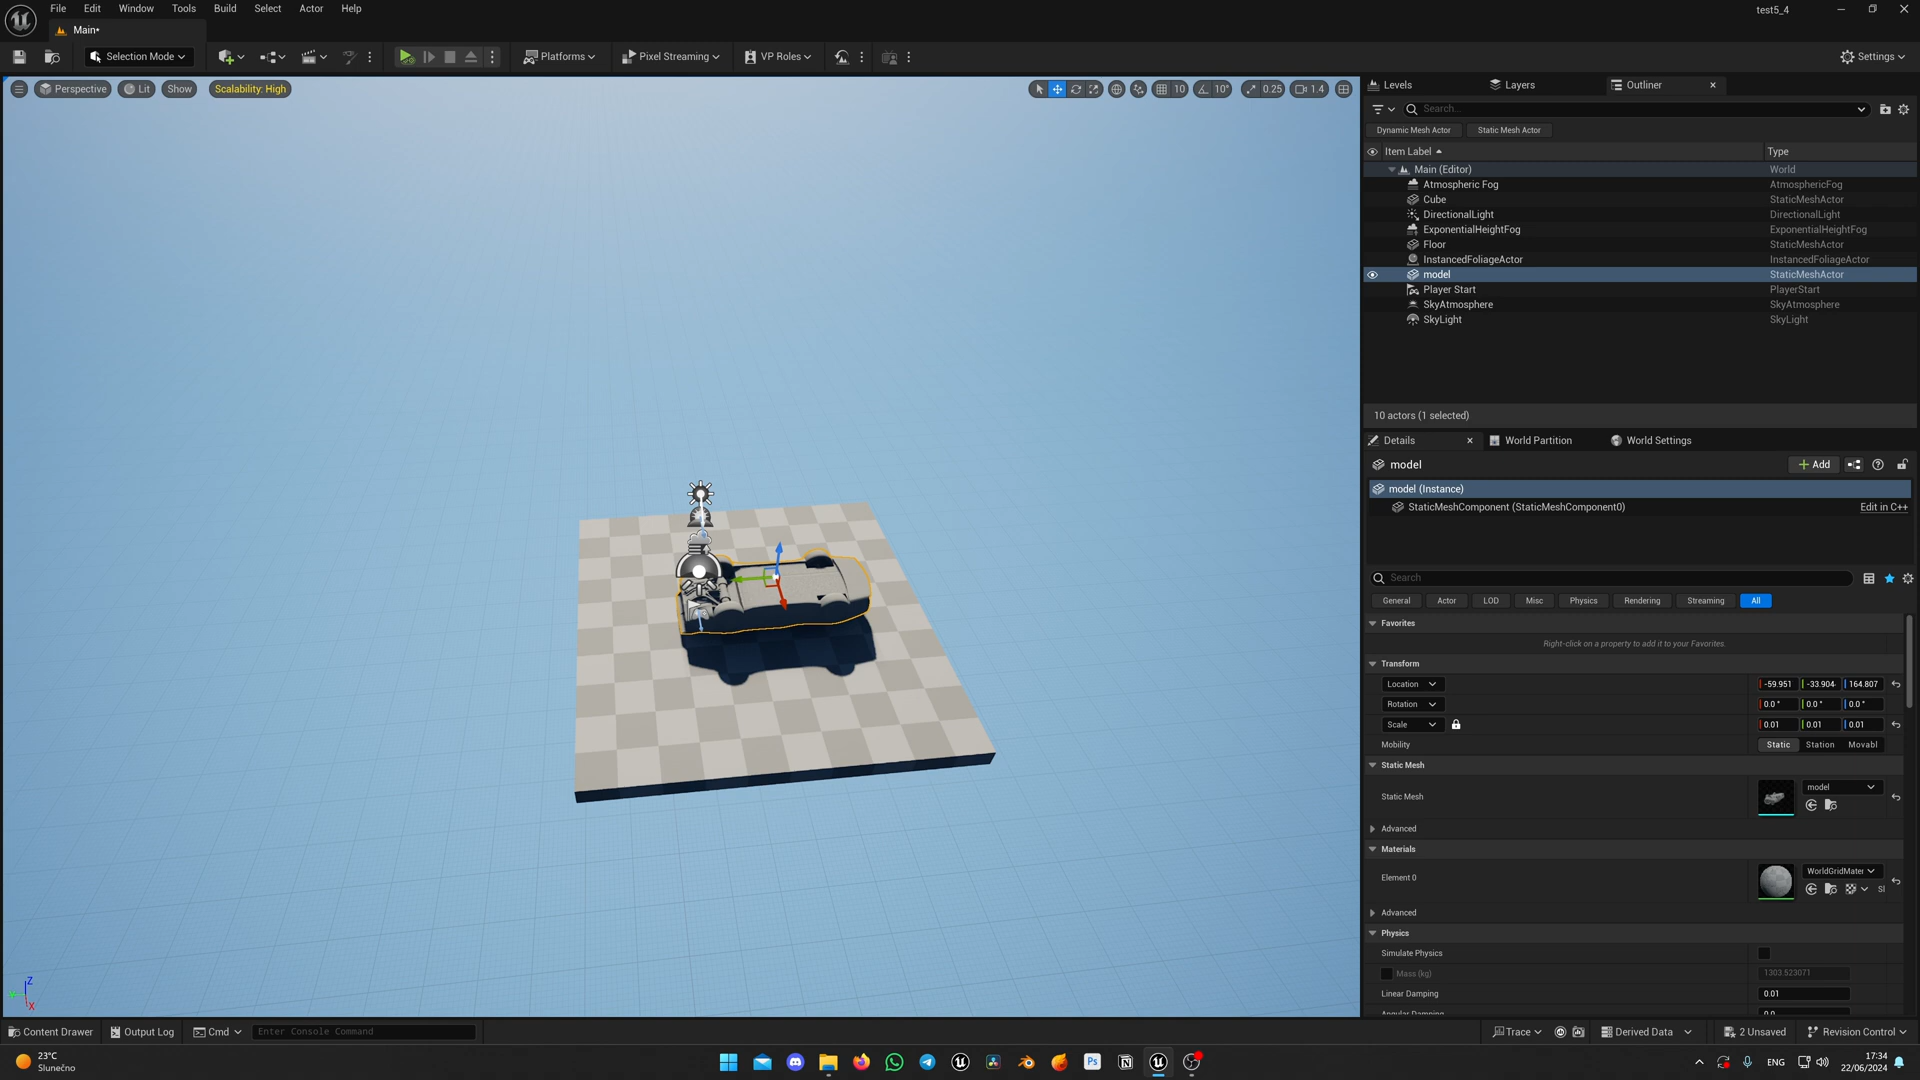 File Edit Window Tools Build Select Actor Help
test5_4
Main*
Selection Mode
Platforms
Pixel Streaming
VP Roles
Settings
Perspective Lit Show Scalability: High
10 10° 0.25 1.4
Levels Layers Outliner
Search...
Dynamic Mesh Actor Static Mesh Actor
Item Label Type
Main (Editor) World
Atmospheric Fog AtmosphericFog
Cube StaticMeshActor
DirectionalLight DirectionalLight
ExponentialHeightFog ExponentialHeightFog
Floor StaticMeshActor
InstancedFoliageActor InstancedFoliageActor
model StaticMeshActor
Player Start PlayerStart
SkyAtmosphere SkyAtmosphere
SkyLight SkyLight
10 actors (1 selected)
Details World Partition World Settings
model
Add
model (Instance)
StaticMeshComponent (StaticMeshComponent0) Edit in C++
Search
General Actor LOD Misc Physics Rendering Streaming All
Favorites
Right-click on a property to add it to your Favorites.
Transform
Location -59.951 -33.904 164.807
Rotation 0.0 ° 0.0 ° 0.0 °
Scale 0.01 0.01 0.01
Mobility Static Station Movabl
Static Mesh
Static Mesh model
Advanced
Materials
Element 0 WorldGridMater
Sl
Advanced
Physics
Simulate Physics
Mass (kg) 1303.523071
Linear Damping 0.01
Angular Damping 0.0
Z
X
Content Drawer Output Log Cmd Enter Console Command
Trace Derived Data 2 Unsaved Revision Control
23°C
Slunečno
Ps
N
ENG
17:34
22/06/2024